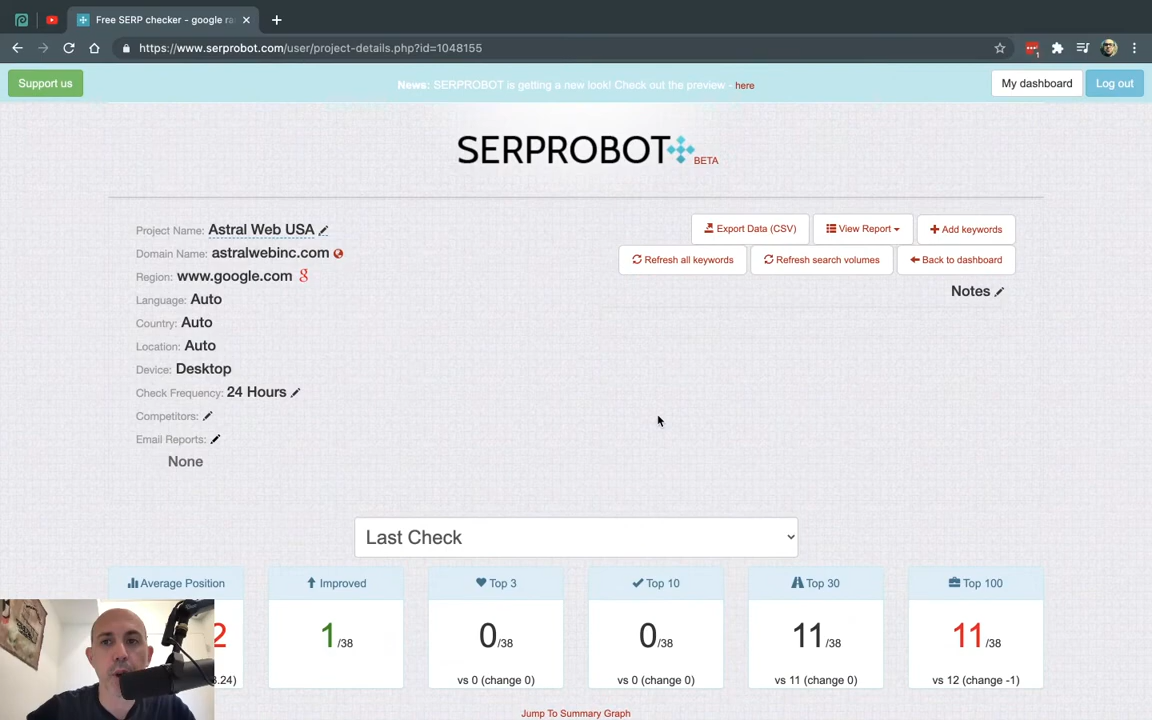 Free SERP checker - google ra
https://www.serprobot.com/user/project-details.php?id=1048155
1
Support us
News: SERPROBOT is getting a new look! Check out the preview - here
My dashboard
Log out
SERPROBOT
BETA
Project Name: Astral Web USA
Domain Name: astralwebinc.com
Region: www.google.com
Language: Auto
Country: Auto
Location: Auto
Device: Desktop
Check Frequency: 24 Hours
Competitors:
Email Reports:
None
Export Data (CSV)
View Report
Add keywords
Refresh all keywords
Refresh search volumes
Back to dashboard
Notes
Last Check
Average Position
2
.24)
Improved
1/38
Top 3
0/38
vs 0 (change 0)
Top 10
0/38
vs 0 (change 0)
Top 30
11/38
vs 11 (change 0)
Top 100
11/38
vs 12 (change -1)
Jump To Summary Graph